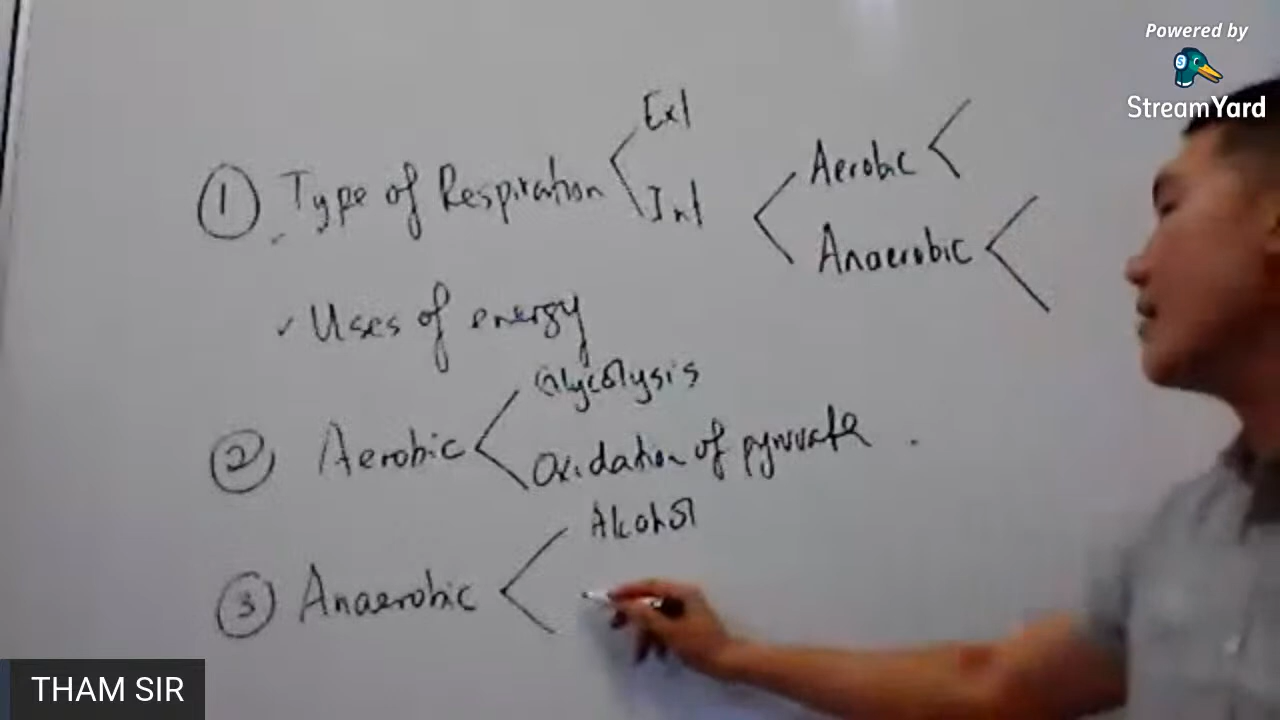 Powered by
StreamYard
① Type of Respiration < Ext
Int
< Aerobic <
Anaerobic <
✓ Uses of energy
② Aerobic < Glycolysis
Oxidation of pyruvate .
③ Anaerobic < Alcohol
THAM SIR